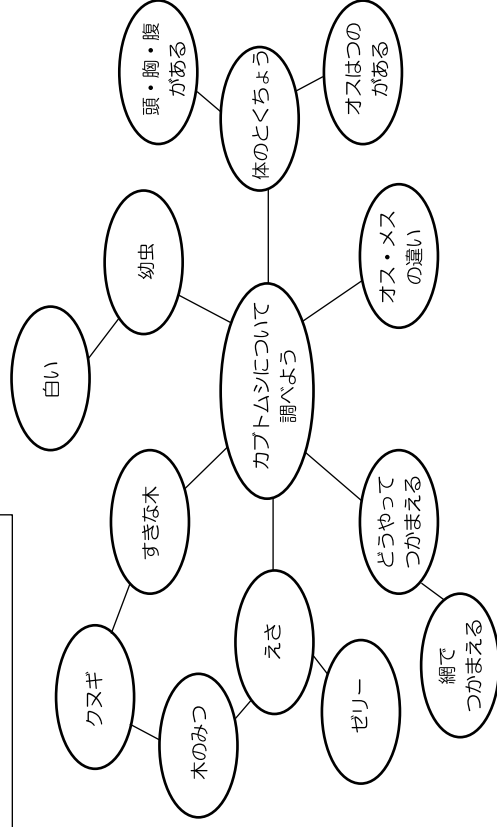 カブトムシについて
調べよう
体のとくちょう
頭・胸・腹
がある
オスはつの
がある
幼虫
白い
オス・メス
の違い
すきな木
クヌギ
木のみつ
えさ
ゼリー
どうやって
つかまえる
網で
つかまえる